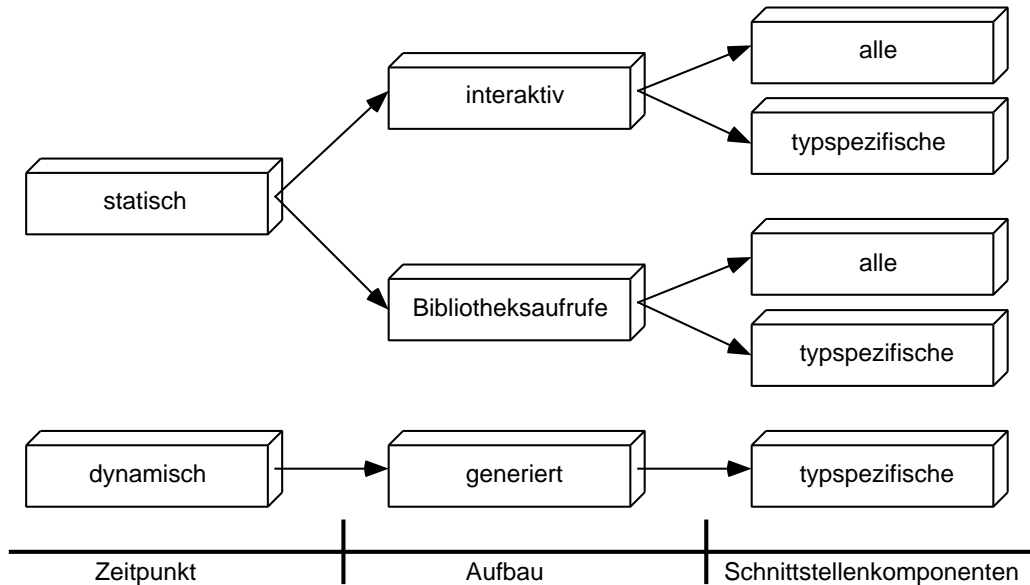 alle
interaktiv
typspezifische
statisch
alle
Bibliotheksaufrufe
typspezifische
dynamisch
generiert
typspezifische
Zeitpunkt
Aufbau
Schnittstellenkomponenten